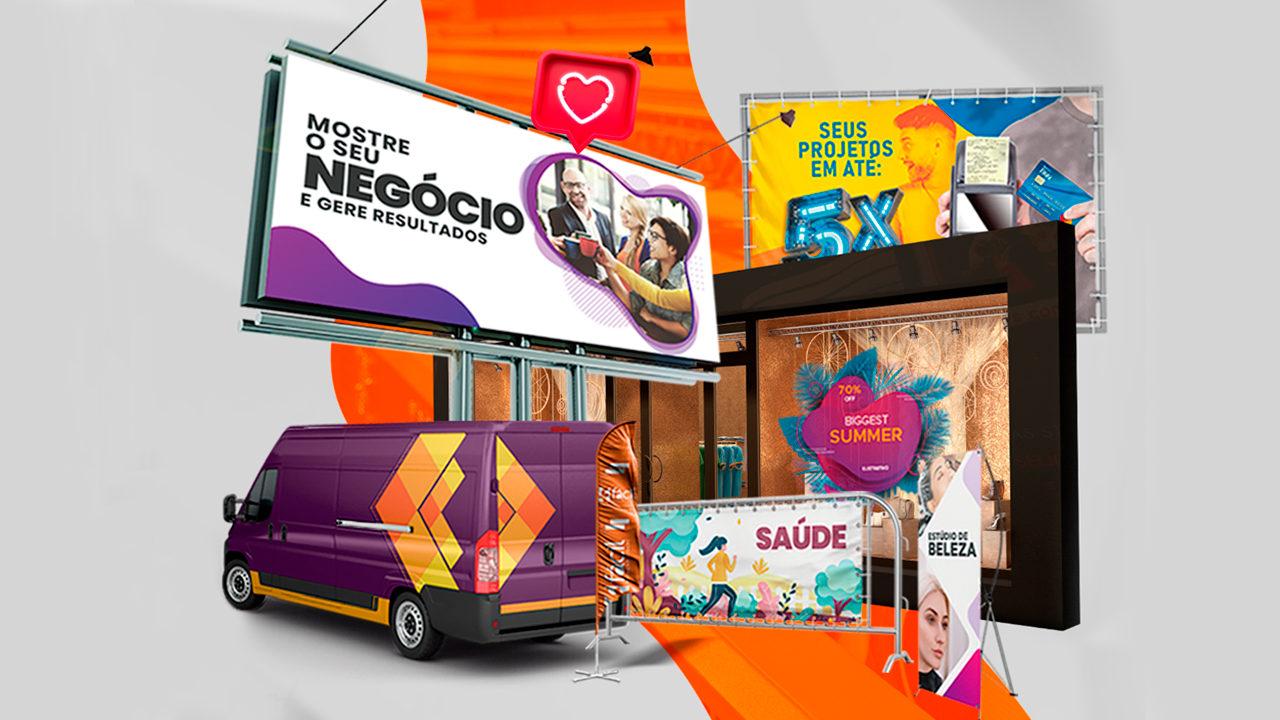 MOSTRE
O SEU
NEGÓCIO
E GERE RESULTADOS
SEUS
PROJETOS
EM ATÉ:
5X
70%
OFF
BIGGEST
SUMMER
SAÚDE
ESTÚDIO DE
BELEZA